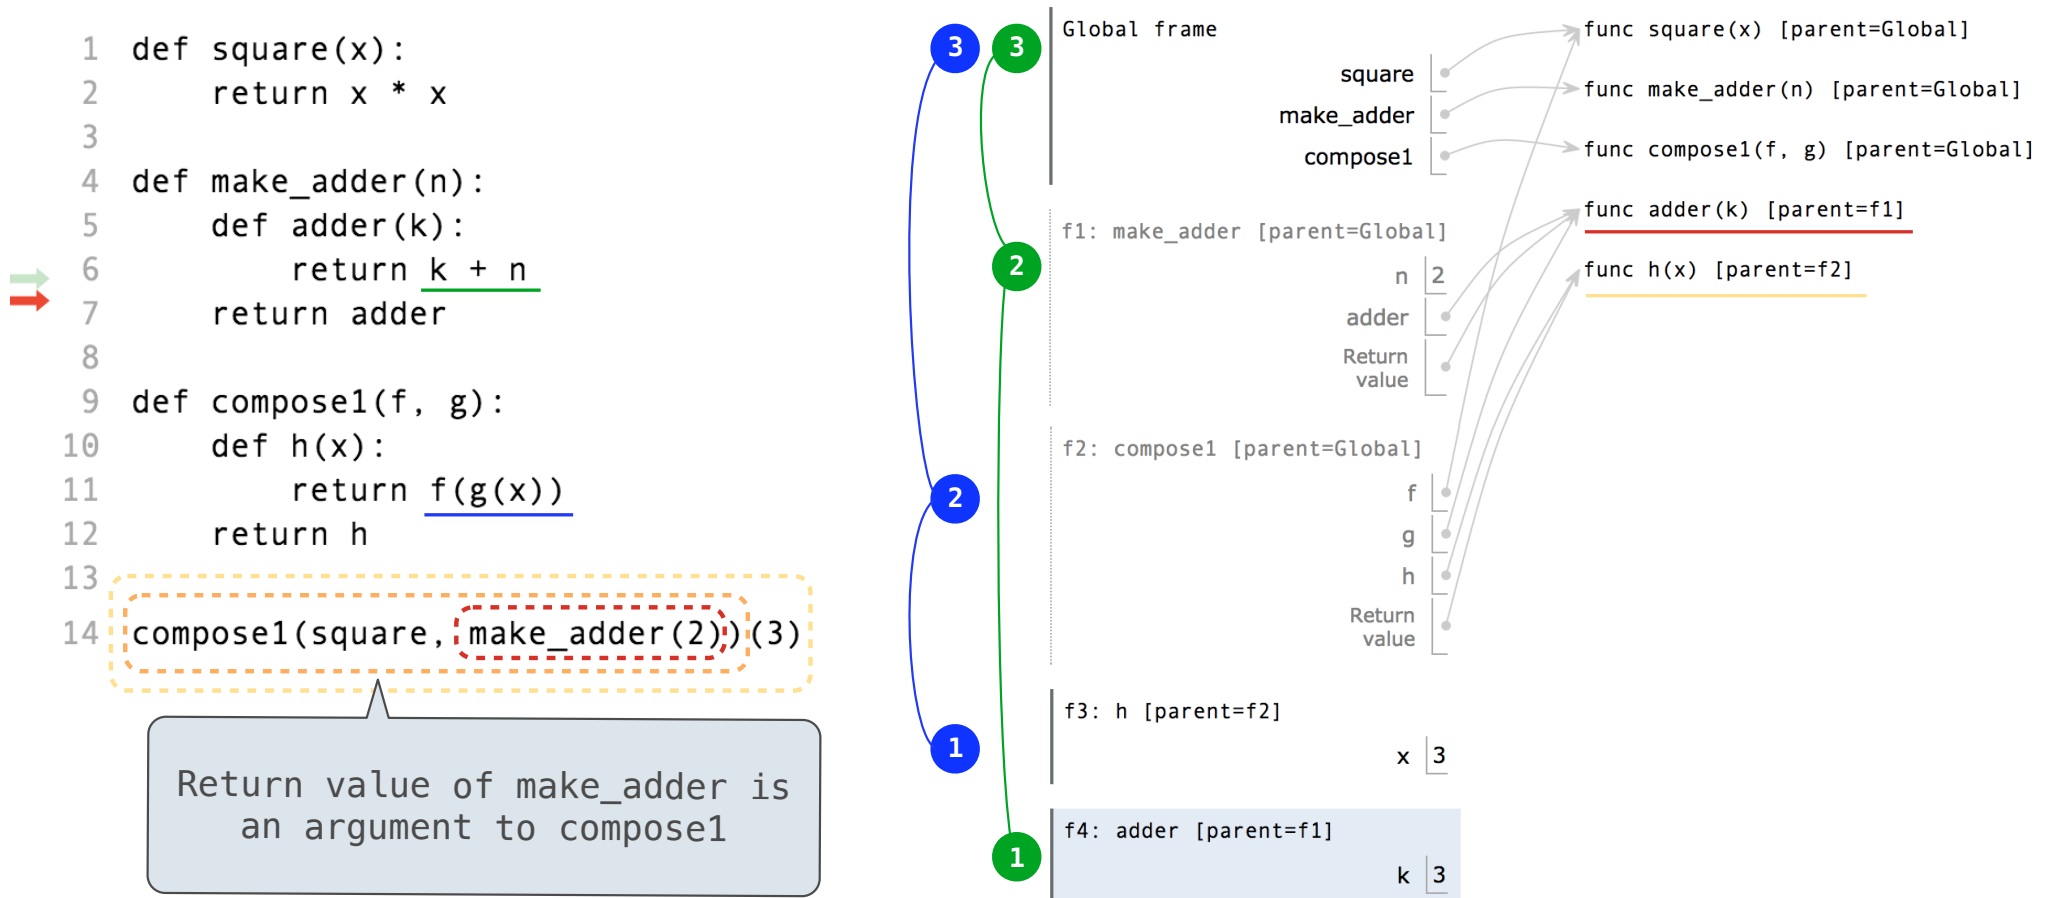 1 def square(x):
2     return x * x
3
4 def make_adder(n):
5     def adder(k):
6         return k + n
7     return adder
8
9 def compose1(f, g):
10     def h(x):
11         return f(g(x))
12     return h
13
14 compose1(square, make_adder(2))(3)
Return value of make_adder is
an argument to compose1
3 3
2
2
1
1
Global frame
square
make_adder
compose1
f1: make_adder [parent=Global]
n 2
adder
Return
value
f2: compose1 [parent=Global]
f
g
h
Return
value
f3: h [parent=f2]
x 3
f4: adder [parent=f1]
k 3
func square(x) [parent=Global]
func make_adder(n) [parent=Global]
func compose1(f, g) [parent=Global]
func adder(k) [parent=f1]
func h(x) [parent=f2]